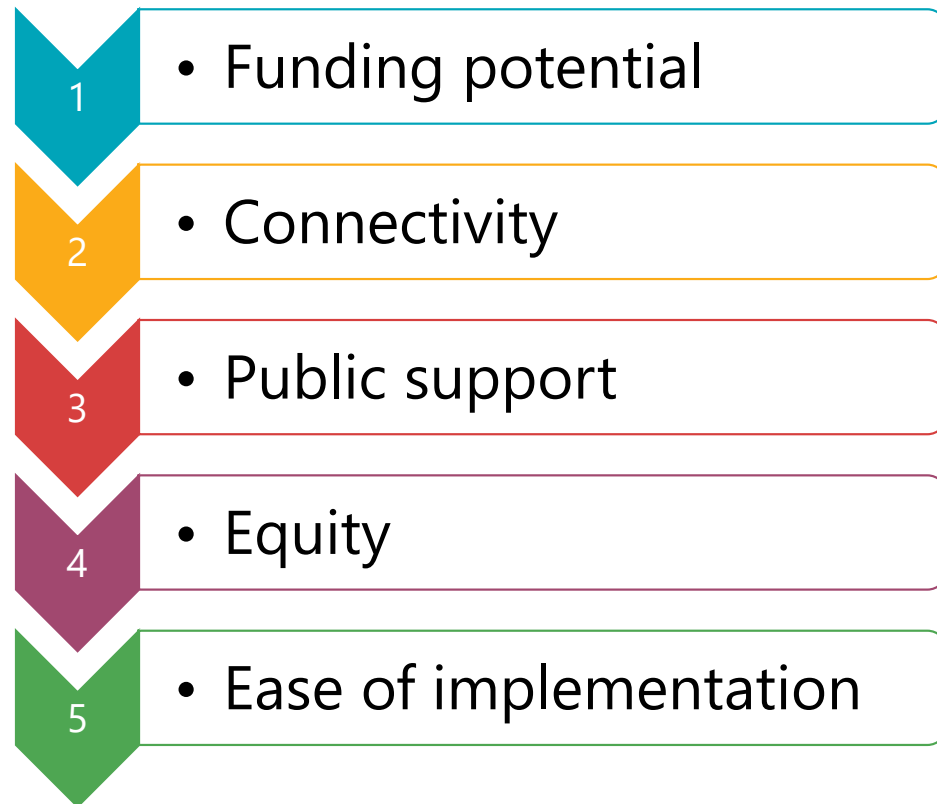 1
• Funding potential
2
• Connectivity
3
• Public support
4
• Equity
5
• Ease of implementation